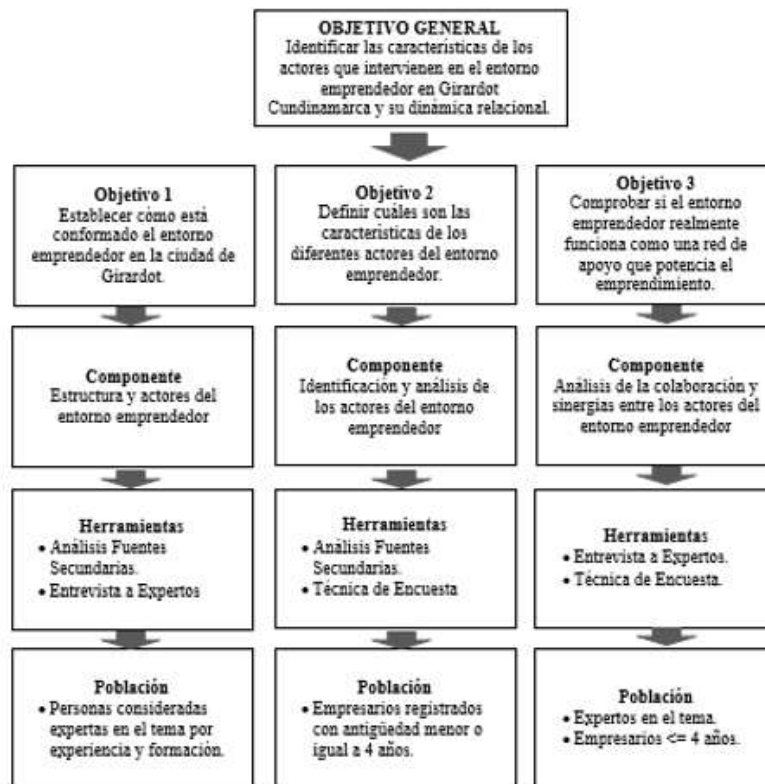 OBJETIVO GENERAL
Identificar las características de los
actores que intervienen en el entorno
emprendedor en Girardot
Cundinamarca y su dinámica relacional.
Objetivo 1
Establecer cómo está
conformado el entorno
emprendedor en la ciudad de
Girardot.
Objetivo 2
Definir cuáles son las
características de los
diferentes actores del entorno
emprendedor.
Objetivo 3
Comprobar si el entorno
emprendedor realmente
funciona como una red de
apoyo que potencia el
emprendimiento.
Componente
Estructura y actores del
entorno emprendedor
Componente
Identificación y análisis de
los actores del entorno
emprendedor
Componente
Análisis de la colaboración y
sinergias entre los actores del
entorno emprendedor
Herramientas
• Análisis Fuentes
Secundarias.
• Entrevista a Expertos
Herramientas
• Análisis Fuentes
Secundarias.
• Técnica de Encuesta
Herramientas
• Entrevista a Expertos.
• Técnica de Encuesta.
Población
• Personas consideradas
expertas en el tema por
experiencia y formación.
Población
• Empresarios registrados
con antigüedad menor o
igual a 4 años.
Población
• Expertos en el tema.
• Empresarios <= 4 años.